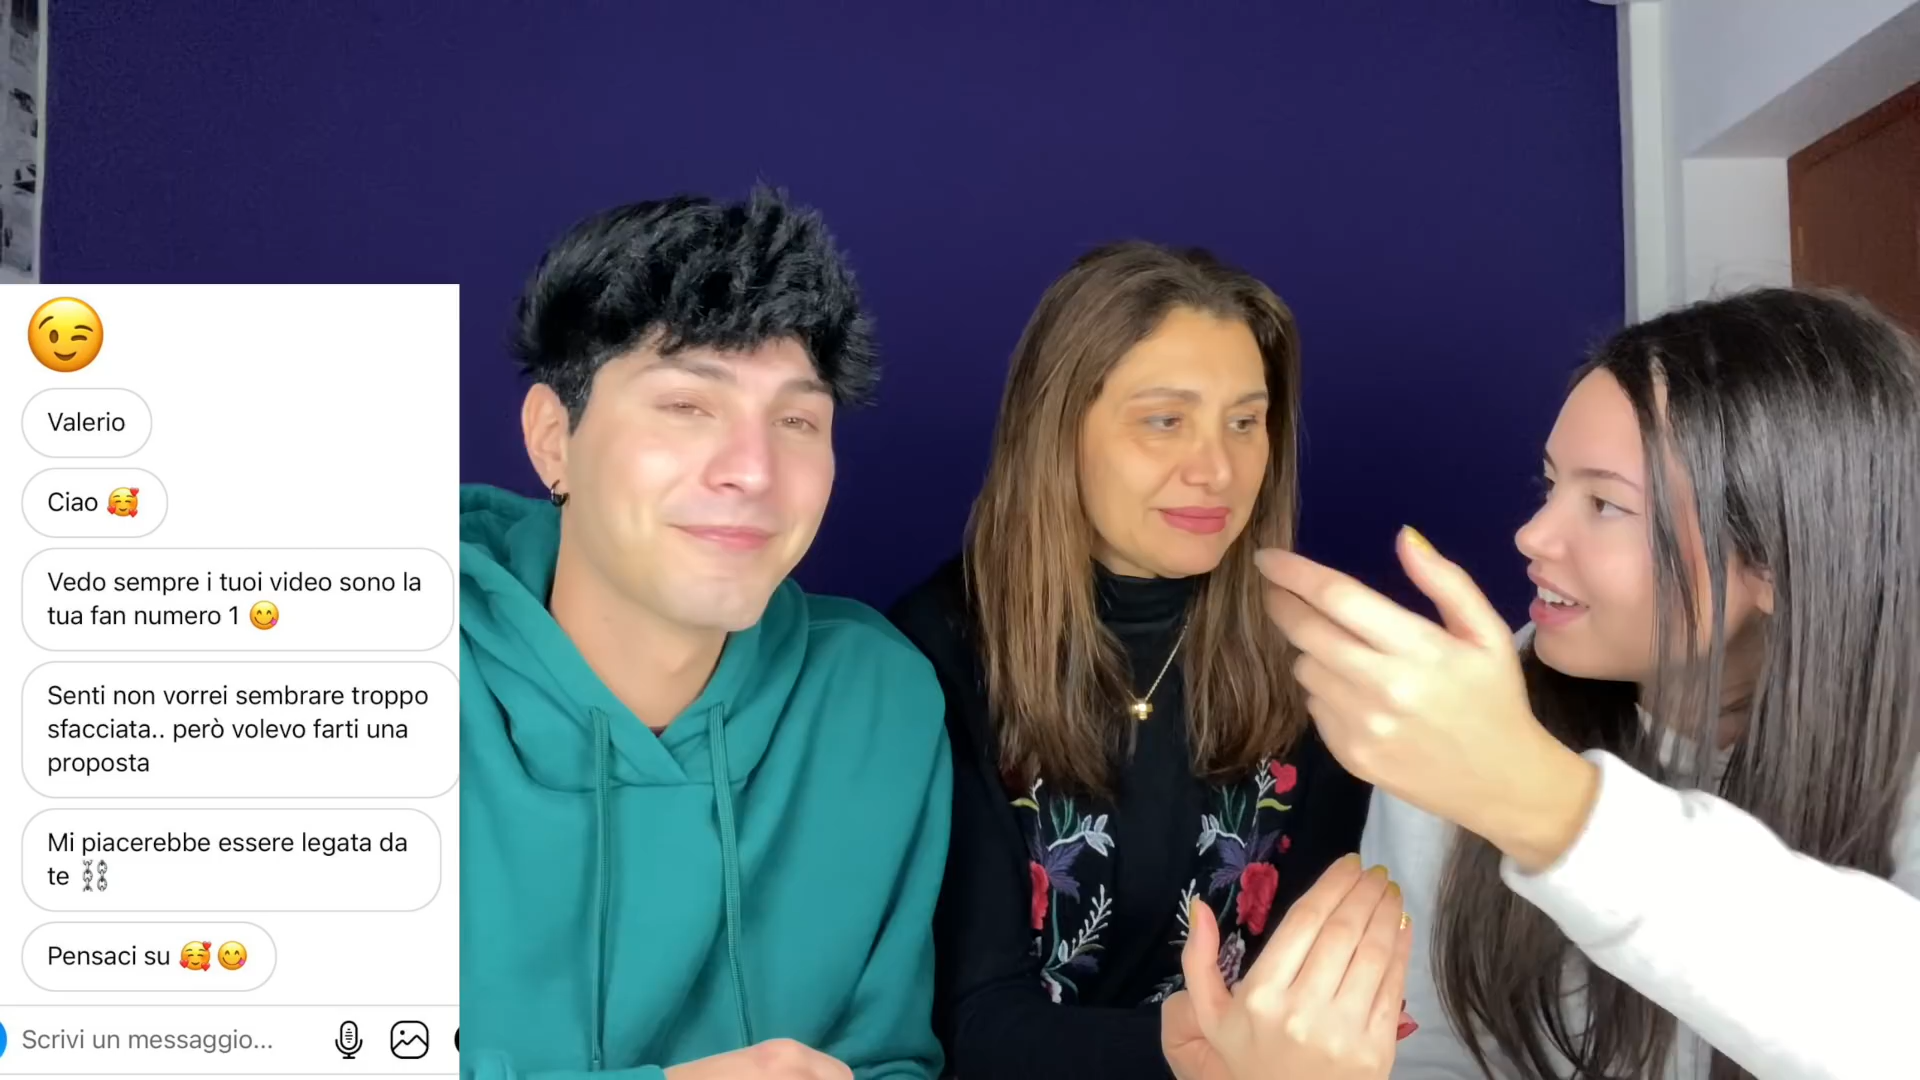 😉
Valerio
Ciao 🥰
Vedo sempre i tuoi video sono la
tua fan numero 1 😋
Senti non vorrei sembrare troppo
sfacciata.. però volevo farti una
proposta
Mi piacerebbe essere legata da
te ⛓️
Pensaci su 🥰 😋
Scrivi un messaggio...